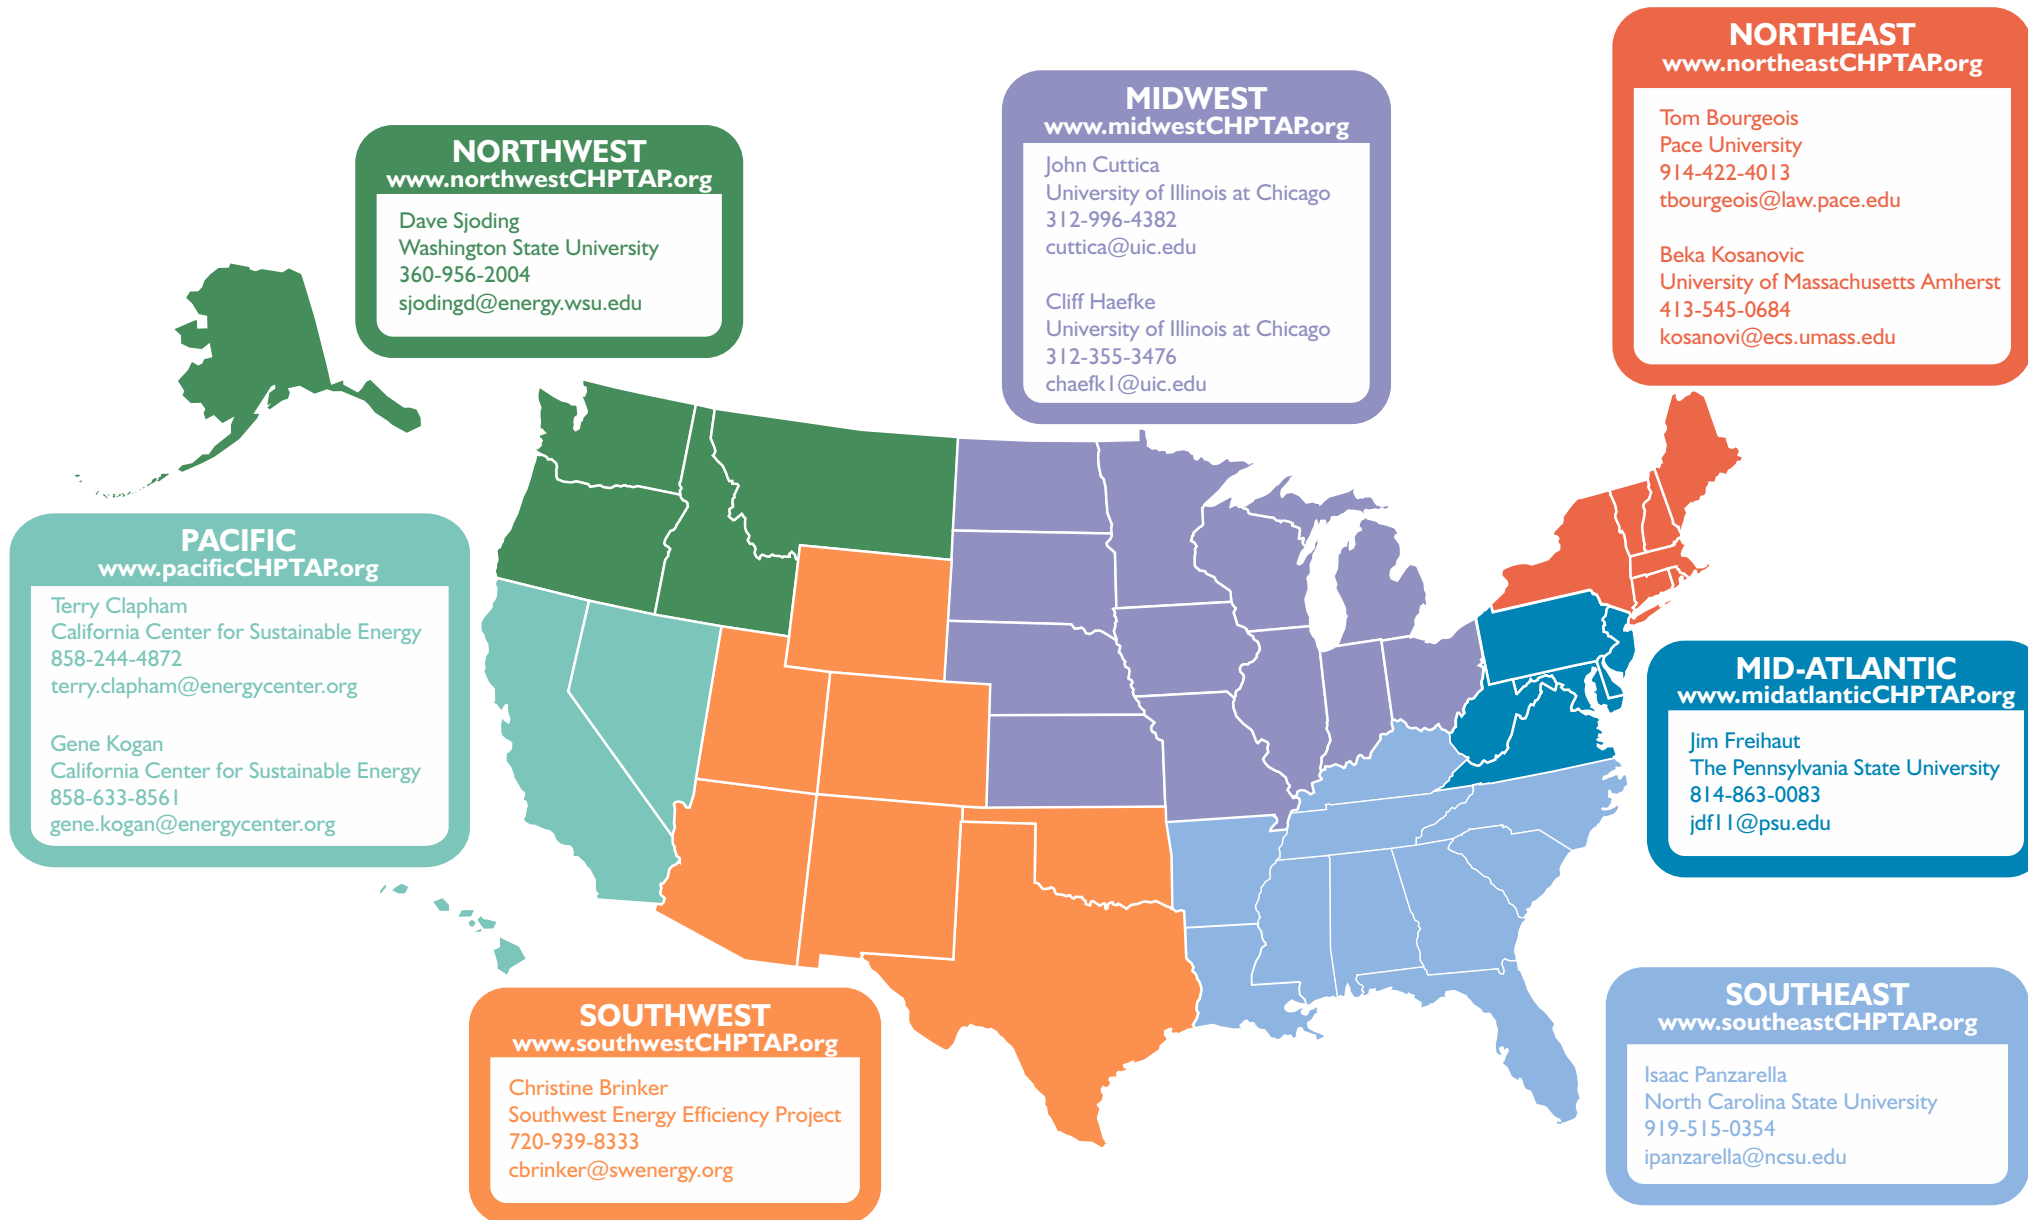 NORTHEAST
www.northeastCHPTAP.org
Tom Bourgeois
Pace University
914-422-4013
tbourgeois@law.pace.edu
Beka Kosanovic
University of Massachusetts Amherst
413-545-0684
kosanovi@ecs.umass.edu
MIDWEST
www.midwestCHPTAP.org
John Cuttica
University of Illinois at Chicago
312-996-4382
cuttica@uic.edu
Cliff Haefke
University of Illinois at Chicago
312-355-3476
chaefk1@uic.edu
NORTHWEST
www.northwestCHPTAP.org
Dave Sjoding
Washington State University
360-956-2004
sjodingd@energy.wsu.edu
PACIFIC
www.pacificCHPTAP.org
Terry Clapham
California Center for Sustainable Energy
858-244-4872
terry.clapham@energycenter.org
Gene Kogan
California Center for Sustainable Energy
858-633-8561
gene.kogan@energycenter.org
MID-ATLANTIC
www.midatlanticCHPTAP.org
Jim Freihaut
The Pennsylvania State University
814-863-0083
jdf11@psu.edu
SOUTHWEST
www.southwestCHPTAP.org
Christine Brinker
Southwest Energy Efficiency Project
720-939-8333
cbrinker@swenergy.org
SOUTHEAST
www.southeastCHPTAP.org
Isaac Panzarella
North Carolina State University
919-515-0354
ipanzarella@ncsu.edu